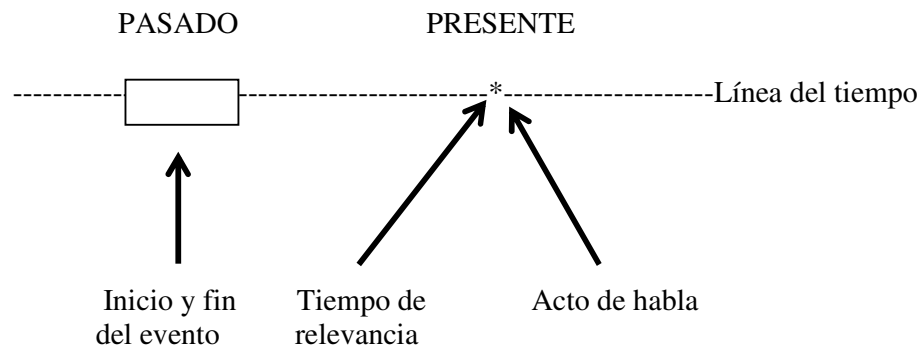 PASADO PRESENTE
* Línea del tiempo
Inicio y fin Tiempo de Acto de habla
del evento relevancia